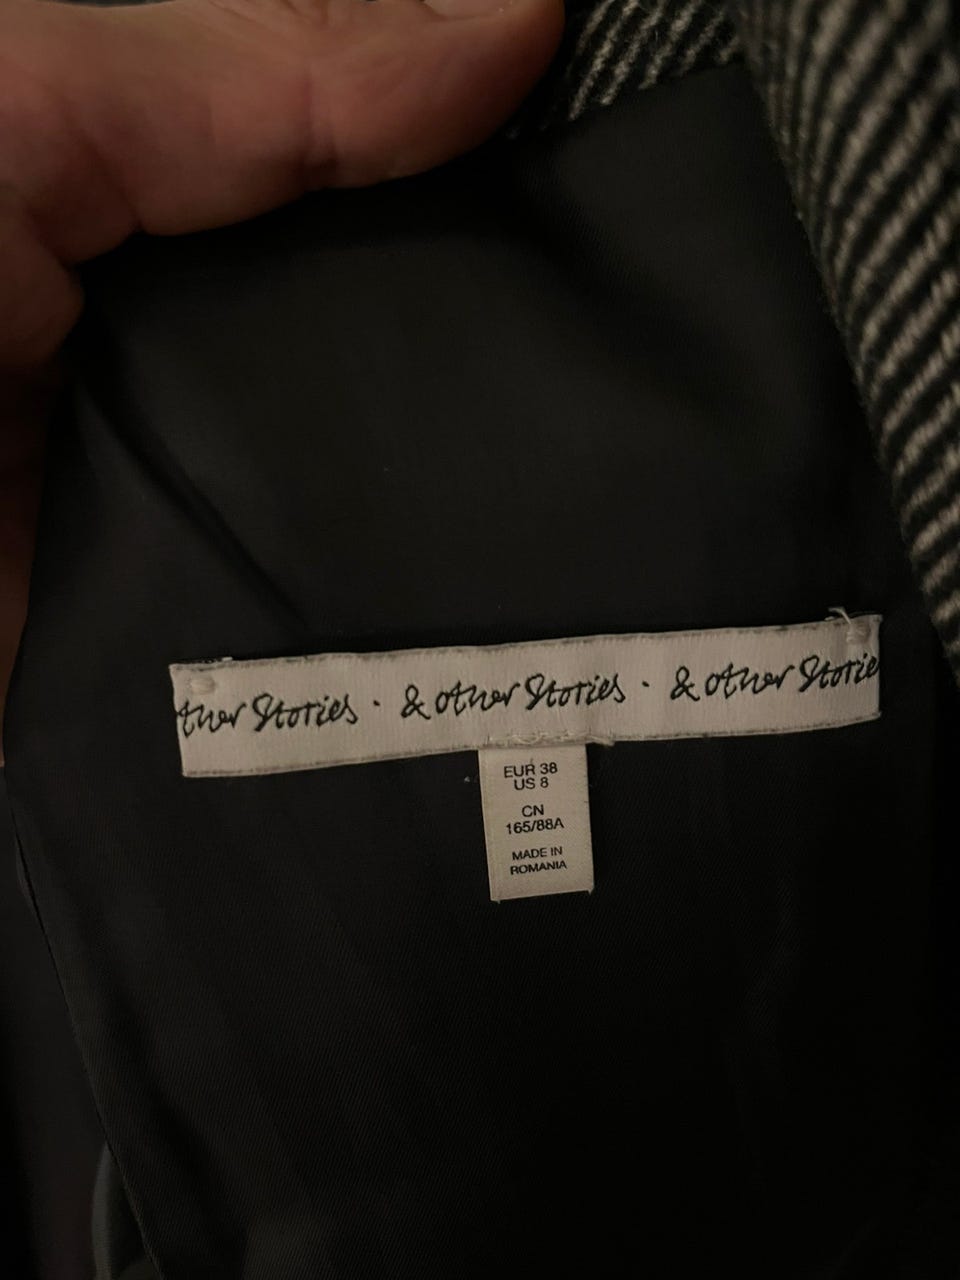 ther Stories · & other Stories · & other Storie
EUR 38
US 8
CN
165/88A
MADE IN
ROMANIA